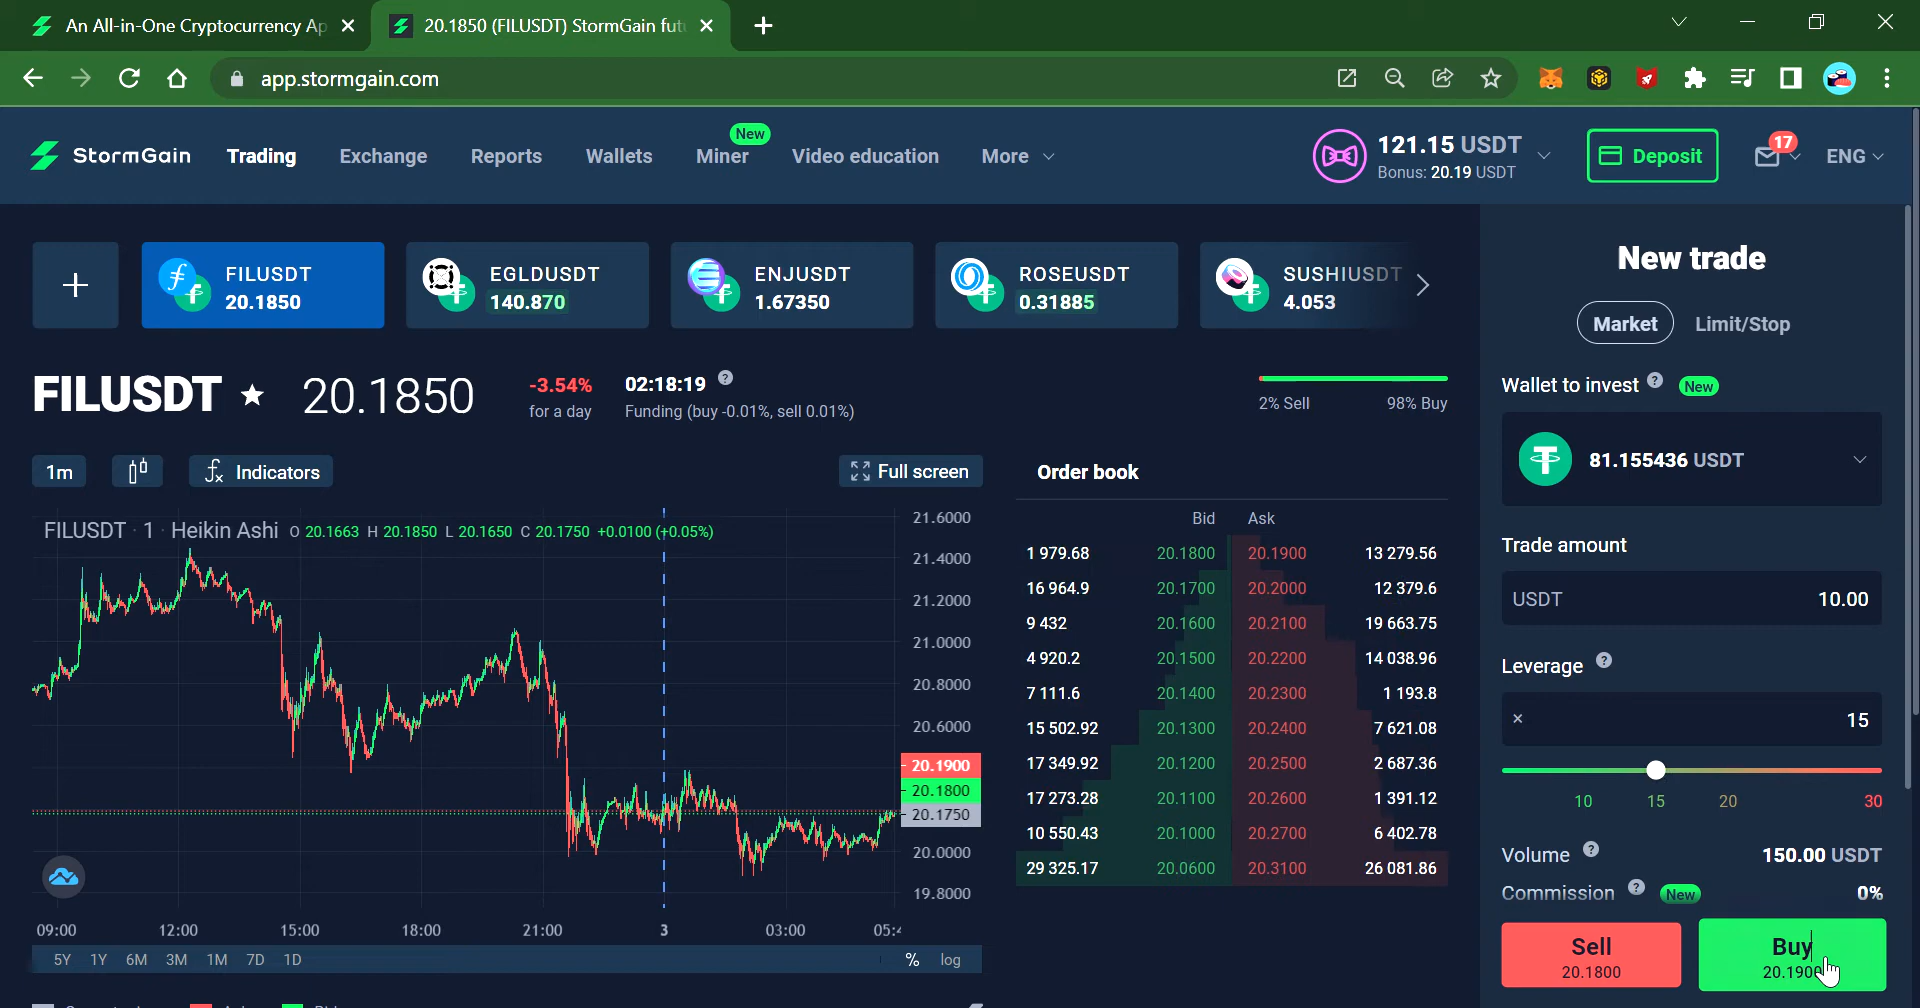 An All-in-One Cryptocurrency Ap
20.1850 (FILUSDT) StormGain fut
app.stormgain.com
StormGain
Trading
Exchange
Reports
Wallets
Miner
New
Video education
More
121.15 USDT
Bonus: 20.19 USDT
Deposit
17
ENG
FILUSDT
20.1850
EGLDUSDT
140.870
ENJUSDT
1.67350
ROSEUSDT
0.31885
SUSHIUSDT
4.053
FILUSDT
20.1850
-3.54%
for a day
02:18:19
Funding (buy -0.01%, sell 0.01%)
2% Sell
98% Buy
1m
Indicators
Full screen
FILUSDT · 1 · Heikin Ashi O 20.1663 H 20.1850 L 20.1650 C 20.1750 +0.0100 (+0.05%)
21.6000
21.4000
21.2000
21.0000
20.8000
20.6000
20.1900
20.1800
20.1750
20.0000
19.8000
09:00
12:00
15:00
18:00
21:00
3
03:00
5Y 1Y 6M 3M 1M 7D 1D
% log
Order book
Bid Ask
1 979.68 20.1800 20.1900 13 279.56
16 964.9 20.1700 20.2000 12 379.6
9 432 20.1600 20.2100 19 663.75
4 920.2 20.1500 20.2200 14 038.96
7 111.6 20.1400 20.2300 1 193.8
15 502.92 20.1300 20.2400 7 621.08
17 349.92 20.1200 20.2500 2 687.36
17 273.28 20.1100 20.2600 1 391.12
10 550.43 20.1000 20.2700 6 402.78
29 325.17 20.0600 20.3100 26 081.86
New trade
Market
Limit/Stop
Wallet to invest ? New
81.155436 USDT
Trade amount
USDT 10.00
Leverage ?
× 15
10 15 20 30
Volume ? 150.00 USDT
Commission ? New 0%
Sell
20.1800
Buy
20.1900